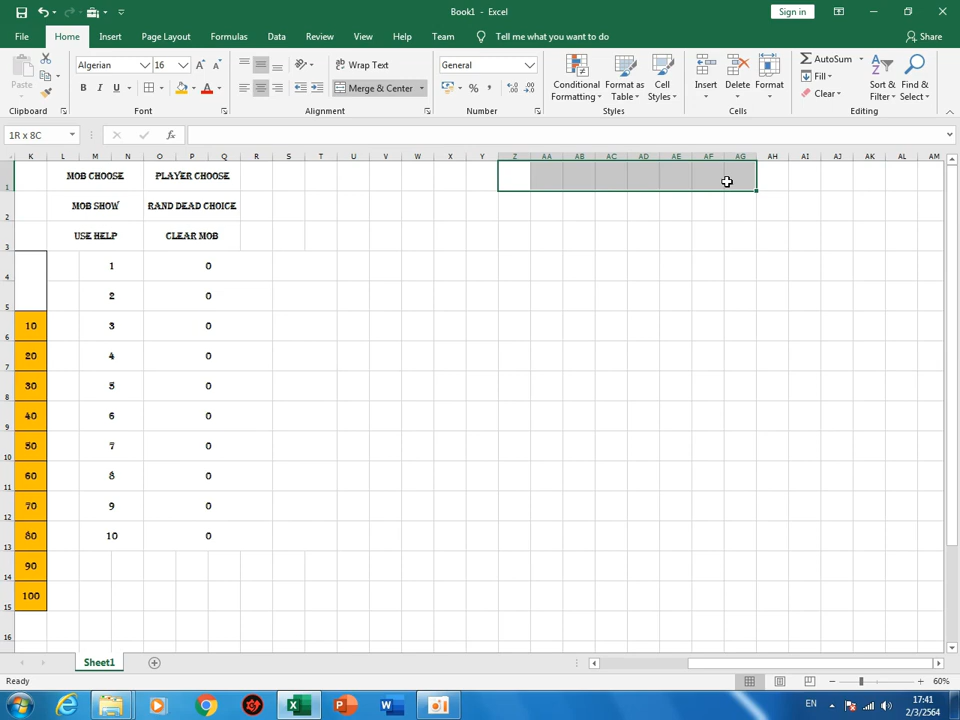 Book1 - Excel
Sign in
File Home Insert Page Layout Formulas Data Review View Help Team Tell me what you want to do Share
Paste
Clipboard
Algerian 16 A A
B I U A
Font
Wrap Text
Merge & Center
Alignment
General
% ,
Number
Conditional Formatting
Format as Table
Cell Styles
Styles
Insert Delete Format
Cells
AutoSum
Fill
Clear
Sort & Filter
Find & Select
Editing
1R x 8C fx
K L M N O P Q R S T U V W X Y Z AA AB AC AD AE AF AG AH AI AJ AK AL AM
1 MOB CHOOSE PLAYER CHOOSE
2 MOB SHOW RAND DEAD CHOICE
3 USE HELP CLEAR MOB
4 1 0
5 2 0
6 10 3 0
7 20 4 0
8 30 5 0
9 40 6 0
10 50 7 0
11 60 8 0
12 70 9 0
13 80 10 0
14 90
15 100
16
Sheet1
Ready
60%
EN
17:41
2/3/2564